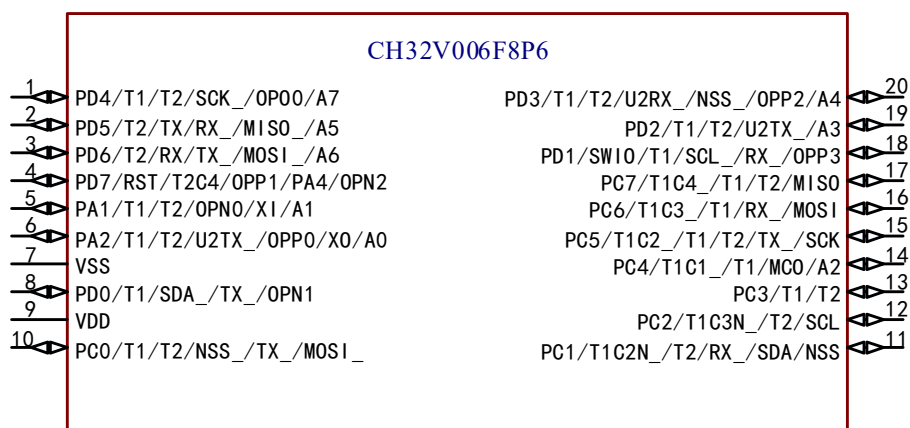 CH32V006F8P6
1 PD4/T1/T2/SCK_/OPO0/A7
2 PD5/T2/TX/RX_/MISO_/A5
3 PD6/T2/RX/TX_/MOSI_/A6
4 PD7/RST/T2C4/OPP1/PA4/OPN2
5 PA1/T1/T2/OPN0/XI/A1
6 PA2/T1/T2/U2TX_/OPP0/XO/A0
7 VSS
8 PD0/T1/SDA_/TX_/OPN1
9 VDD
10 PC0/T1/T2/NSS_/TX_/MOSI_
PD3/T1/T2/U2RX_/NSS_/OPP2/A4 20
PD2/T1/T2/U2TX_/A3 19
PD1/SWIO/T1/SCL_/RX_/OPP3 18
PC7/T1C4_/T1/T2/MISO 17
PC6/T1C3_/T1/RX_/MOSI 16
PC5/T1C2_/T1/T2/TX_/SCK 15
PC4/T1C1_/T1/MCO/A2 14
PC3/T1/T2 13
PC2/T1C3N_/T2/SCL 12
PC1/T1C2N_/T2/RX_/SDA/NSS 11